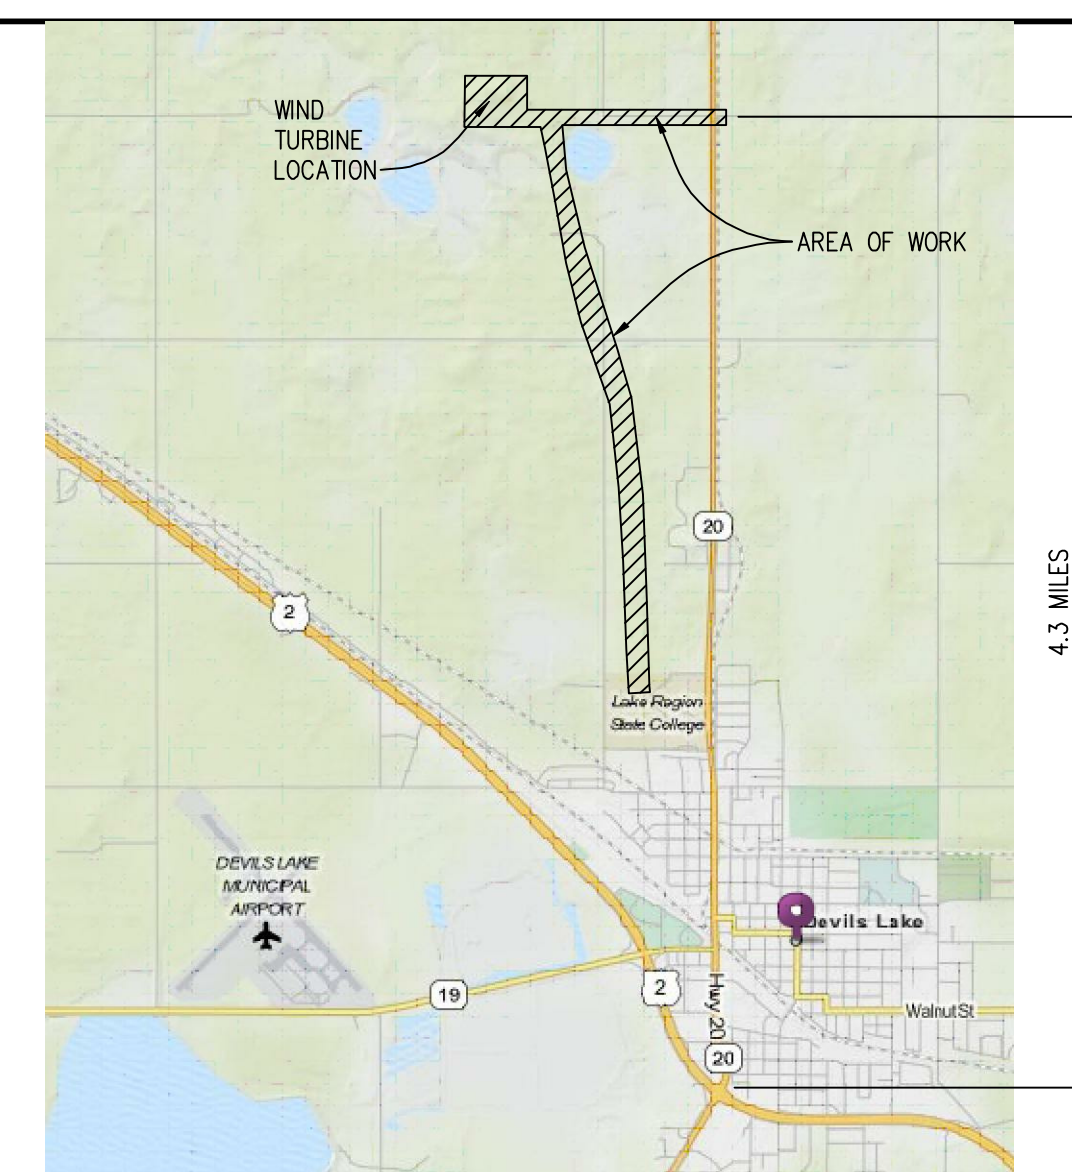 WIND
TURBINE
LOCATION
AREA OF WORK
20
4.3 MILES
2
Lake Region
State College
DEVILS LAKE
MUNICIPAL
AIRPORT
Devils Lake
19
2
Hwy 20
Walnut St
20